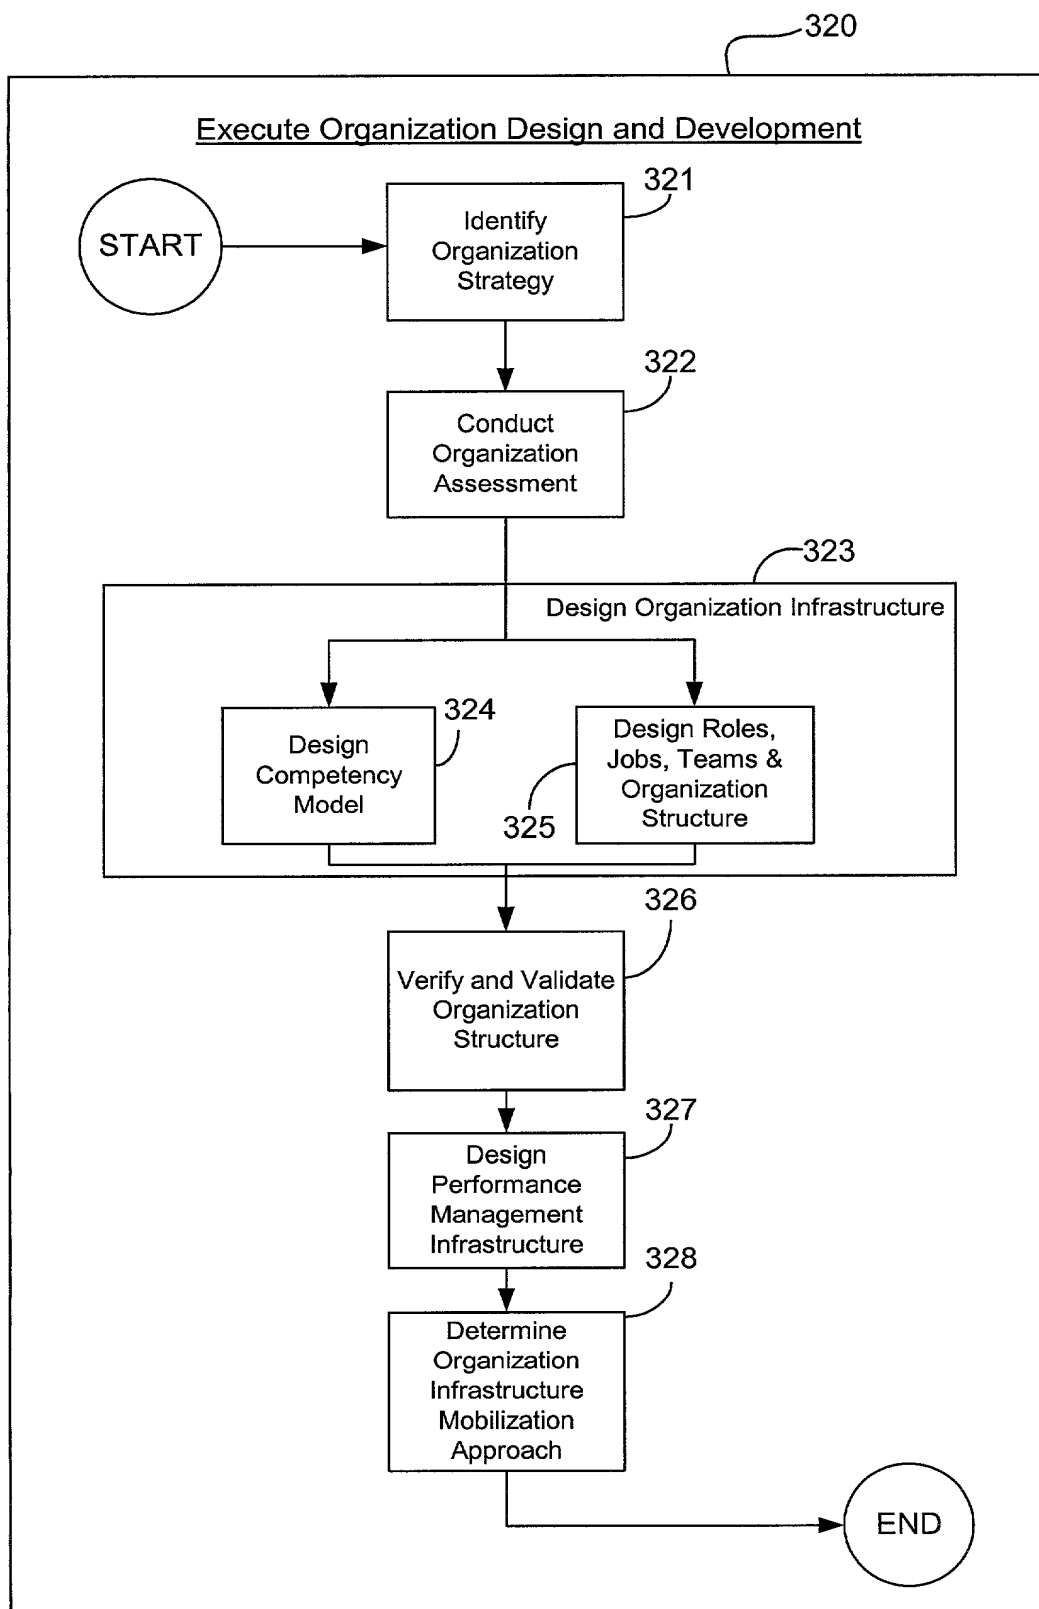 320
Execute Organization Design and Development
START
321
Identify
Organization
Strategy
322
Conduct
Organization
Assessment
323
Design Organization Infrastructure
324
Design
Competency
Model
325
Design Roles,
Jobs, Teams &
Organization
Structure
326
Verify and Validate
Organization
Structure
327
Design
Performance
Management
Infrastructure
328
Determine
Organization
Infrastructure
Mobilization
Approach
END